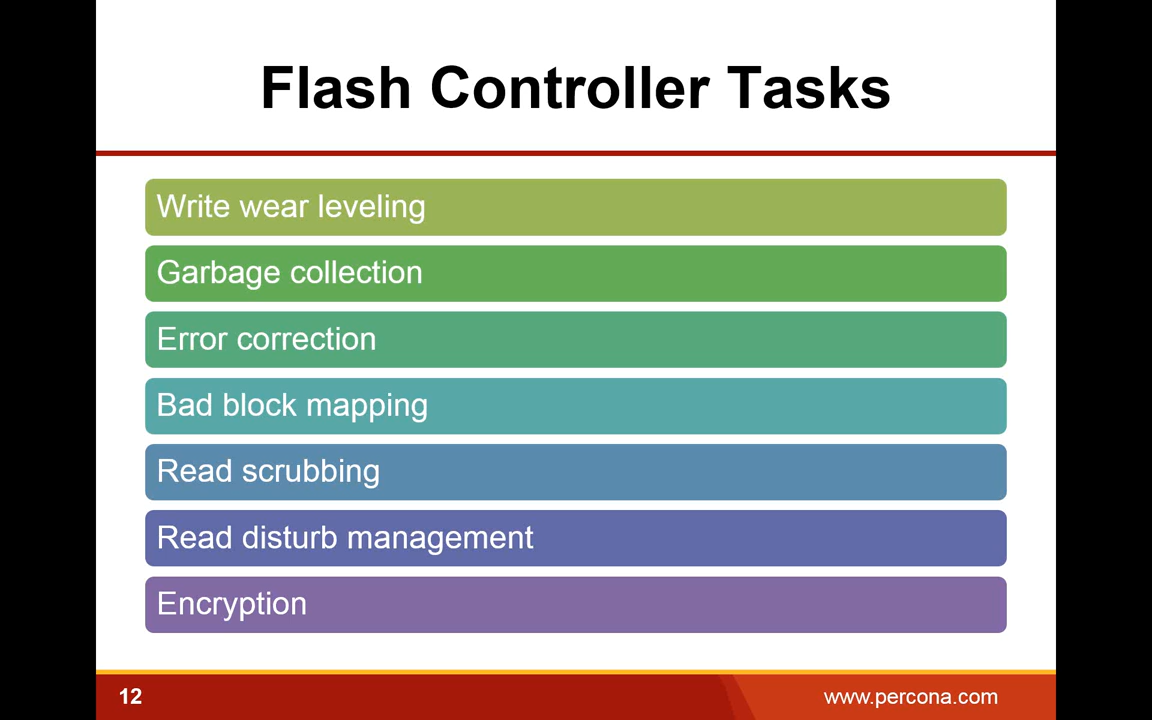 Flash Controller Tasks
Write wear leveling
Garbage collection
Error correction
Bad block mapping
Read scrubbing
Read disturb management
Encryption
12
www.percona.com